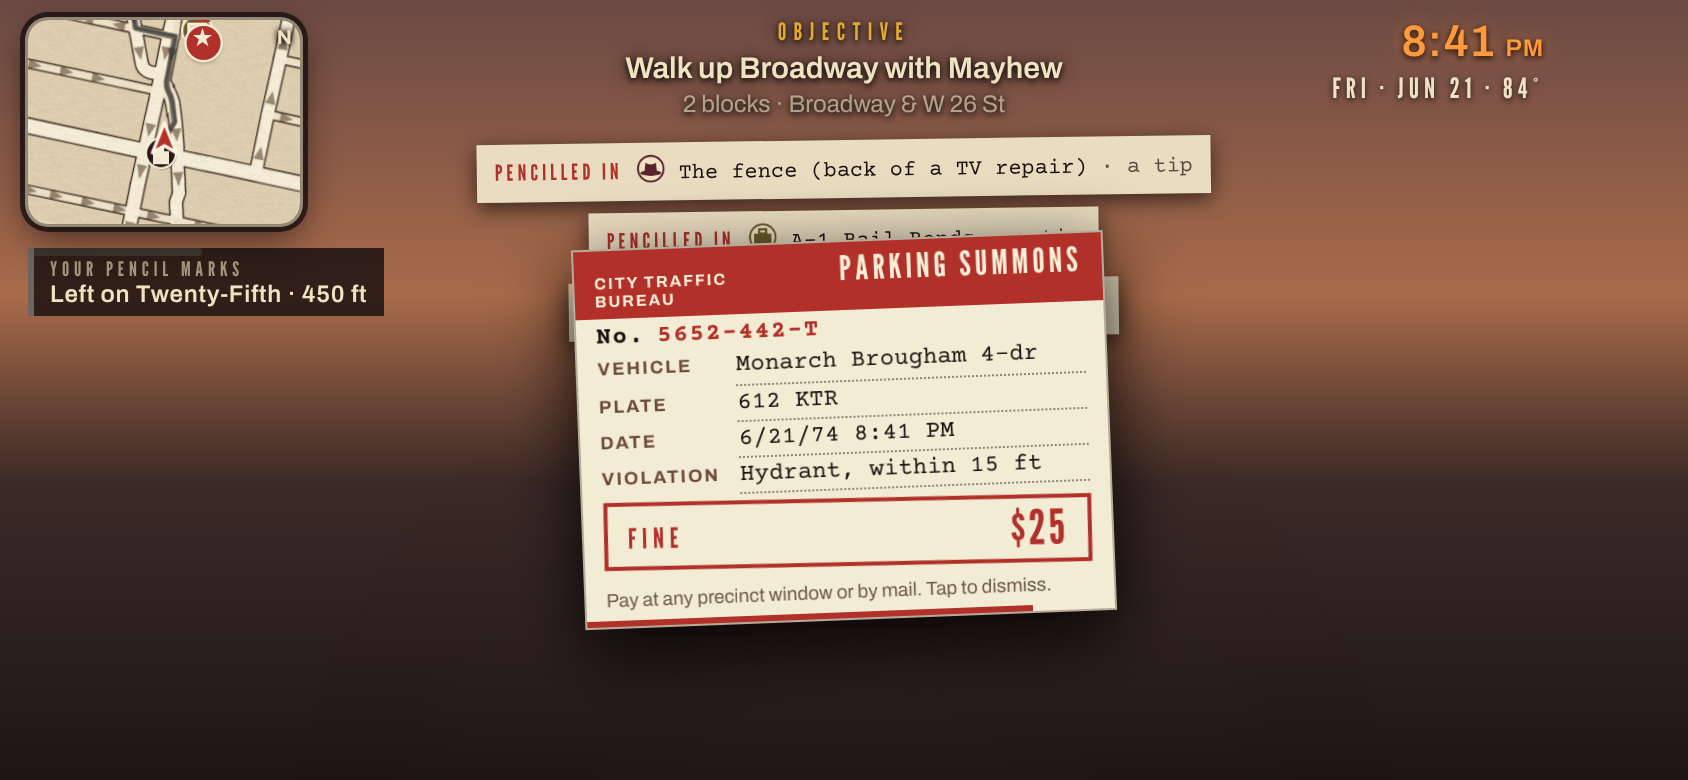 N
OBJECTIVE
Walk up Broadway with Mayhew
2 blocks · Broadway & W 26 St
8:41 PM
FRI · JUN 21 · 84°
PENCILLED IN The fence (back of a TV repair) · a tip
PENCILLED IN A-1 Bail Bonds
YOUR PENCIL MARKS
Left on Twenty-Fifth · 450 ft
CITY TRAFFIC BUREAU
PARKING SUMMONS
No. 5652-442-T
VEHICLE Monarch Brougham 4-dr
PLATE 612 KTR
DATE 6/21/74 8:41 PM
VIOLATION Hydrant, within 15 ft
FINE $25
Pay at any precinct window or by mail. Tap to dismiss.